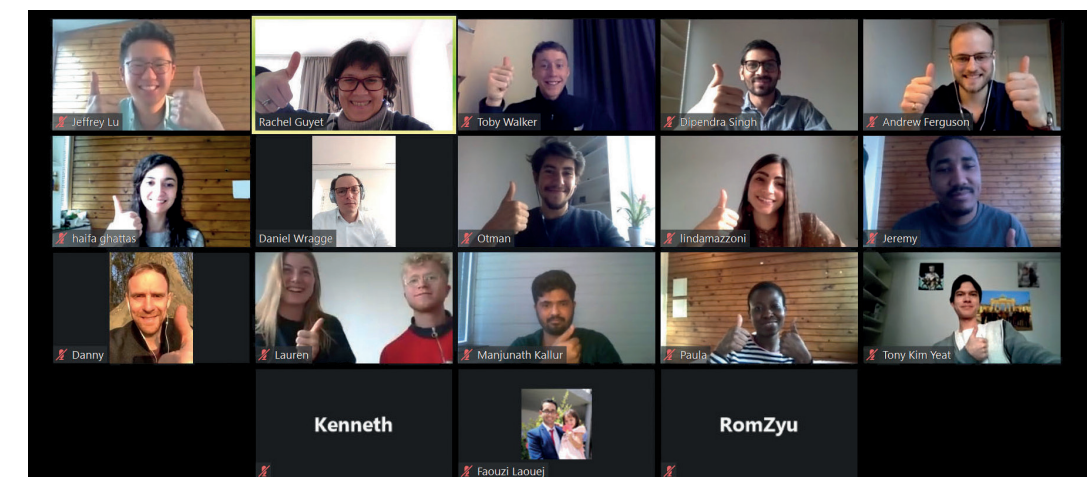 Jeffrey Lu
Rachel Guyet
Toby Walker
Dipendra Singh
Andrew Ferguson
haifa ghattas
Daniel Wragge
Otman
lindamazzoni
Jeremy
Danny
Lauren
Manjunath Kallur
Paula
Tony Kim Yeat
Kenneth
Faouzi Laouej
RomZyu